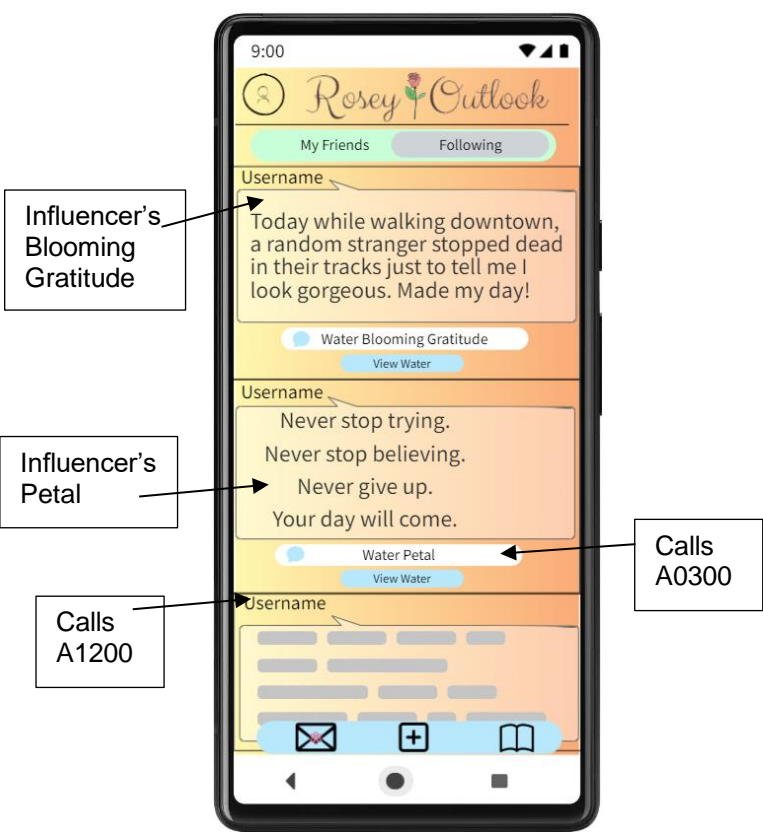 9:00
Rosey Outlook
My Friends Following
Username
Influencer's
Blooming
Gratitude
Today while walking downtown,
a random stranger stopped dead
in their tracks just to tell me I
look gorgeous. Made my day!
Water Blooming Gratitude
View Water
Username
Influencer's
Petal
Never stop trying.
Never stop believing.
Never give up.
Your day will come.
Water Petal
Calls
A0300
View Water
Username
Calls
A1200